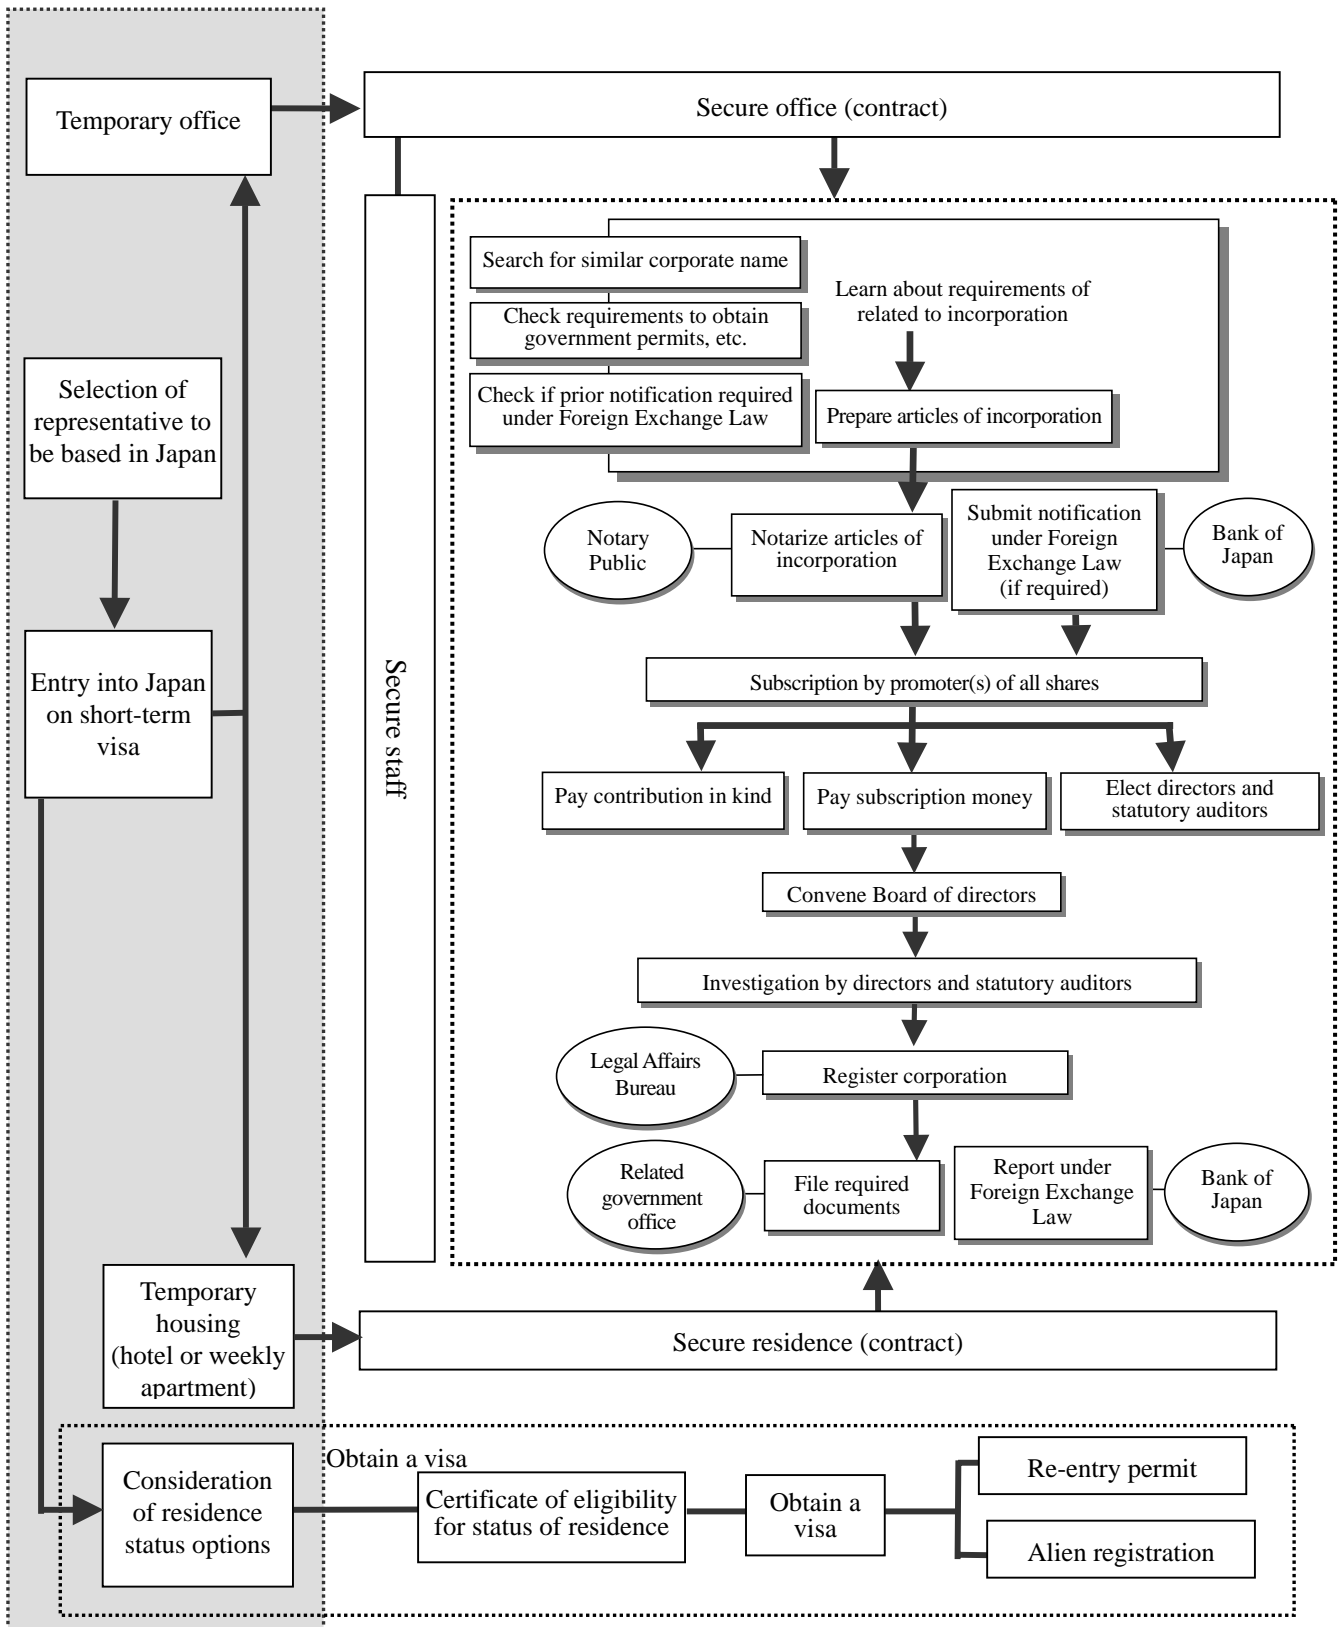 Temporary office
Secure office (contract)
Search for similar corporate name
Learn about requirements of
related to incorporation
Check requirements to obtain
government permits, etc.
Selection of
representative to
be based in Japan
Check if prior notification required
under Foreign Exchange Law
Prepare articles of incorporation
Notary
Public
Notarize articles of
incorporation
Submit notification
under Foreign
Exchange Law
(if required)
Bank of
Japan
Entry into Japan
on short-term
visa
Secure staff
Subscription by promoter(s) of all shares
Pay contribution in kind
Pay subscription money
Elect directors and
statutory auditors
Convene Board of directors
Investigation by directors and statutory auditors
Legal Affairs
Bureau
Register corporation
Related
government
office
File required
documents
Report under
Foreign Exchange
Law
Bank of
Japan
Temporary
housing
(hotel or weekly
apartment)
Secure residence (contract)
Obtain a visa
Consideration
of residence
status options
Certificate of eligibility
for status of residence
Obtain a
visa
Re-entry permit
Alien registration